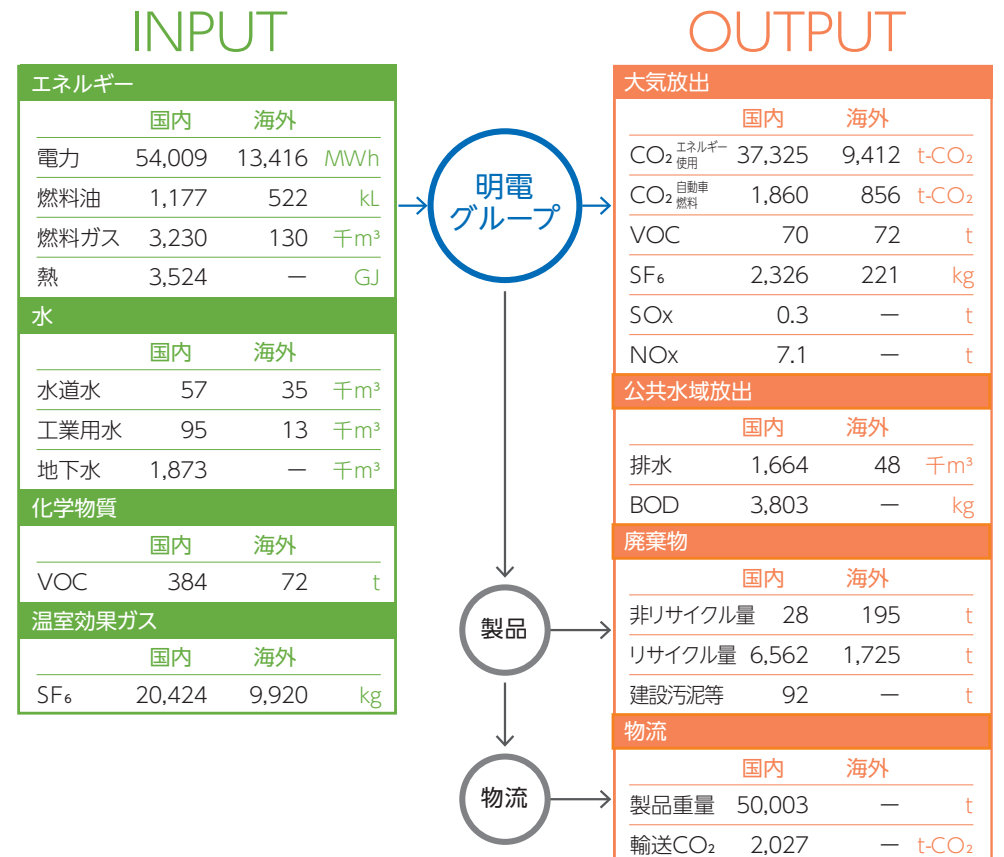 INPUT
エネルギー
国内 海外
電力 54,009 13,416 MWh
燃料油 1,177 522 kL
燃料ガス 3,230 130 千m³
熱 3,524 — GJ
水
国内 海外
水道水 57 35 千m³
工業用水 95 13 千m³
地下水 1,873 — 千m³
化学物質
国内 海外
VOC 384 72 t
温室効果ガス
国内 海外
SF₆ 20,424 9,920 kg
明電
グループ
製品
物流
OUTPUT
大気放出
国内 海外
CO₂ エネルギー使用 37,325 9,412 t-CO₂
CO₂ 自動車燃料 1,860 856 t-CO₂
VOC 70 72 t
SF₆ 2,326 221 kg
SOx 0.3 — t
NOx 7.1 — t
公共水域放出
国内 海外
排水 1,664 48 千m³
BOD 3,803 — kg
廃棄物
国内 海外
非リサイクル量 28 195 t
リサイクル量 6,562 1,725 t
建設汚泥等 92 — t
物流
国内 海外
製品重量 50,003 — t
輸送CO₂ 2,027 — t-CO₂